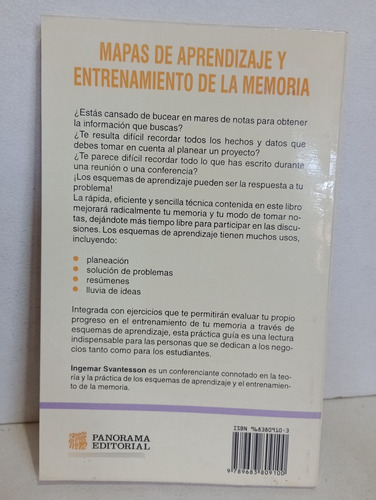 MAPAS DE APRENDIZAJE Y
ENTRENAMIENTO DE LA MEMORIA
¿Estás cansado de bucear en mares de notas para obtener
la información que buscas?
¿Te resulta difícil recordar todos los hechos y datos que
debes tomar en cuenta al planear un proyecto?
¿Te parece difícil recordar todo lo que has escrito durante
una reunión o una conferencia?
¡Los esquemas de aprendizaje pueden ser la respuesta a tu
problema!
La rápida, eficiente y sencilla técnica contenida en este libro
mejorará radicalmente tu memoria y tu modo de tomar no-
tas, dejándote más tiempo libre para participar en las discu-
siones. Los esquemas de aprendizaje tienen muchos usos,
incluyendo:
• planeación
• solución de problemas
• resúmenes
• lluvia de ideas
Integrada con ejercicios que te permitirán evaluar tu propio
progreso en el entrenamiento de tu memoria a través de
esquemas de aprendizaje, esta práctica guía es una lectura
indispensable para las personas que se dedican a los nego-
cios tanto como para los estudiantes.
Ingemar Svantesson es un conferenciante connotado en la teo-
ría y la práctica de los esquemas de aprendizaje y el entrenamien-
to de la memoria.
PANORAMA
EDITORIAL
ISBN 968380910-3
9789683809100